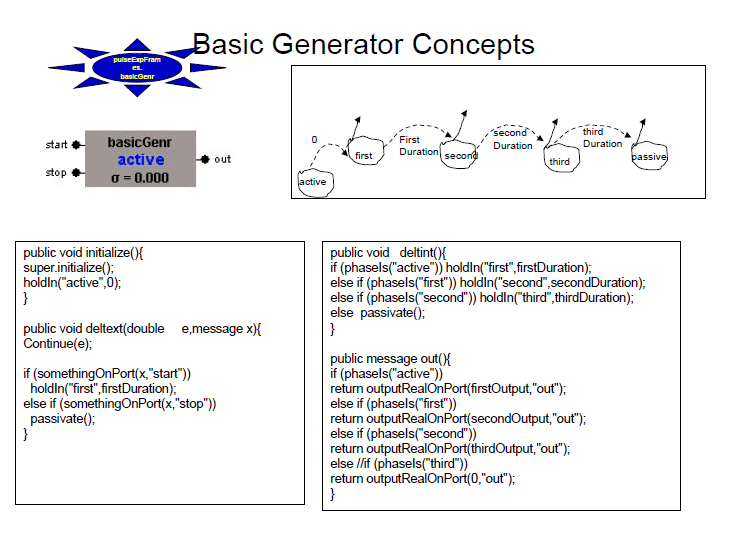 Basic Generator Concepts
pulseExpFram
es.
basicGenr
start
stop
basicGenr
active
σ = 0.000
out
0
First
Duration
second
Duration
third
Duration
active
first
second
third
passive
public void initialize(){
super.initialize();
holdIn("active",0);
}
public void deltext(double e,message x){
Continue(e);
if (somethingOnPort(x,"start"))
holdIn("first",firstDuration);
else if (somethingOnPort(x,"stop"))
passivate();
}
public void deltint(){
if (phaseIs("active")) holdIn("first",firstDuration);
else if (phaseIs("first")) holdIn("second",secondDuration);
else if (phaseIs("second")) holdIn("third",thirdDuration);
else passivate();
}
public message out(){
if (phaseIs("active"))
return outputRealOnPort(firstOutput,"out");
else if (phaseIs("first"))
return outputRealOnPort(secondOutput,"out");
else if (phaseIs("second"))
return outputRealOnPort(thirdOutput,"out");
else //if (phaseIs("third"))
return outputRealOnPort(0,"out");
}